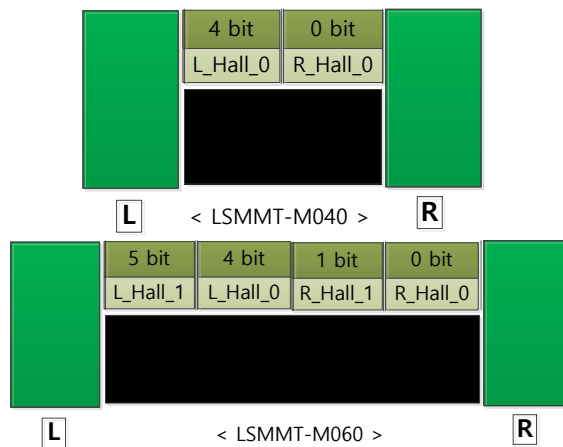 4 bit 0 bit
L_Hall_0 R_Hall_0
L < LSMMT-M040 > R
5 bit 4 bit 1 bit 0 bit
L_Hall_1 L_Hall_0 R_Hall_1 R_Hall_0
L < LSMMT-M060 > R